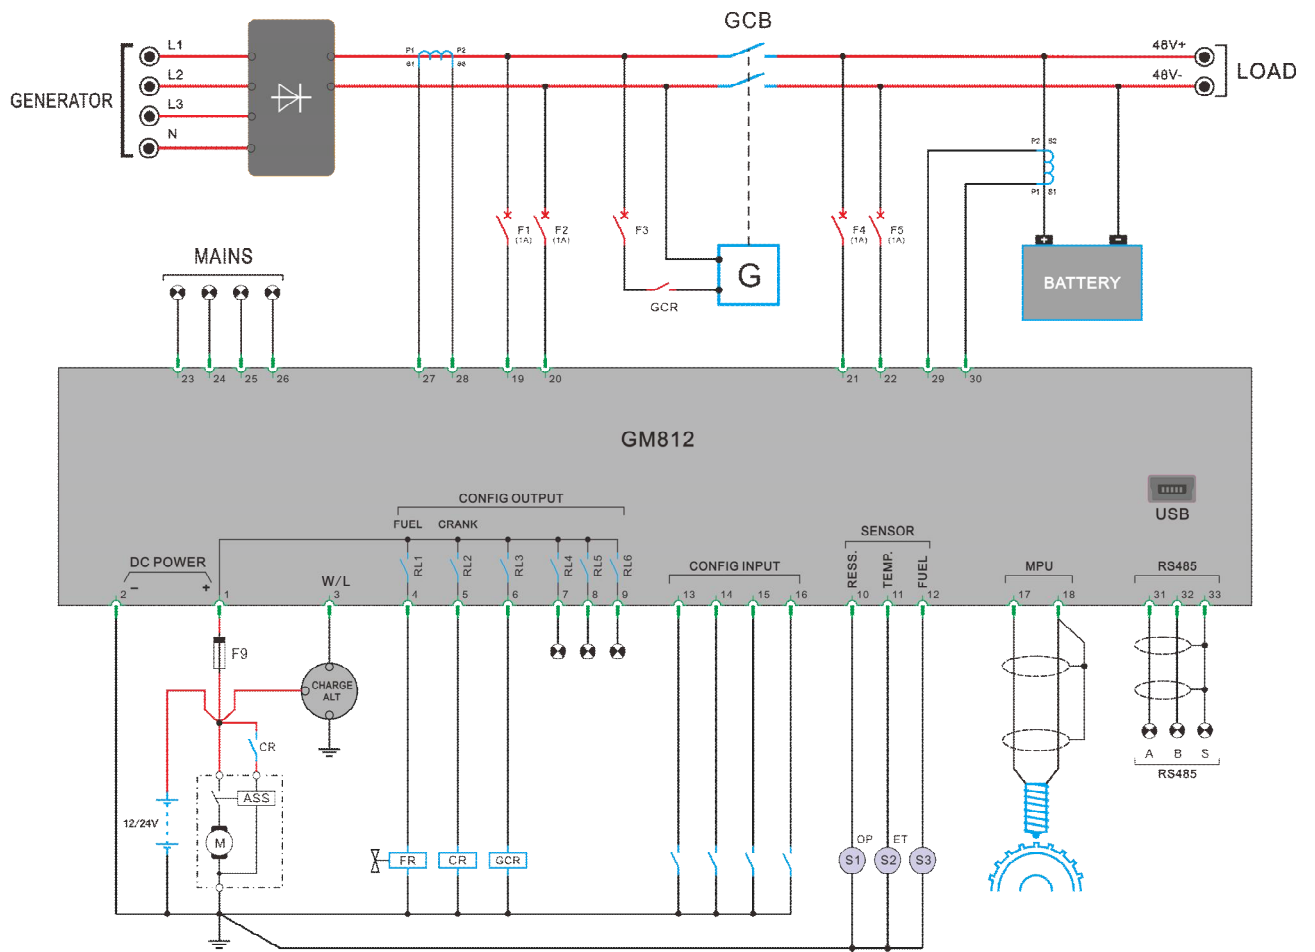 GCB
L1
P1 P2
48V+
S1 S2
L2
48V-
LOAD
GENERATOR
L3
N
P2 S2
P1 S1
F1
(1A)
F2
(1A)
F3
F4
(1A)
F5
(1A)
MAINS
G
GCR
BATTERY
23 24 25 26 27 28 19 20 21 22 29 30
GM812
USB
CONFIG OUTPUT
FUEL CRANK
RL1 RL2 RL3 RL4 RL5 RL6
DC POWER
- +
W/L
CONFIG INPUT
SENSOR
RESS. TEMP. FUEL
MPU
RS485
2 1 3 4 5 6 7 8 9 13 14 15 16 10 11 12 17 18 31 32 33
F9
CHARGE
ALT
CR
ASS
12/24V
M
A B S
RS485
FR CR GCR
OP ET
S1 S2 S3